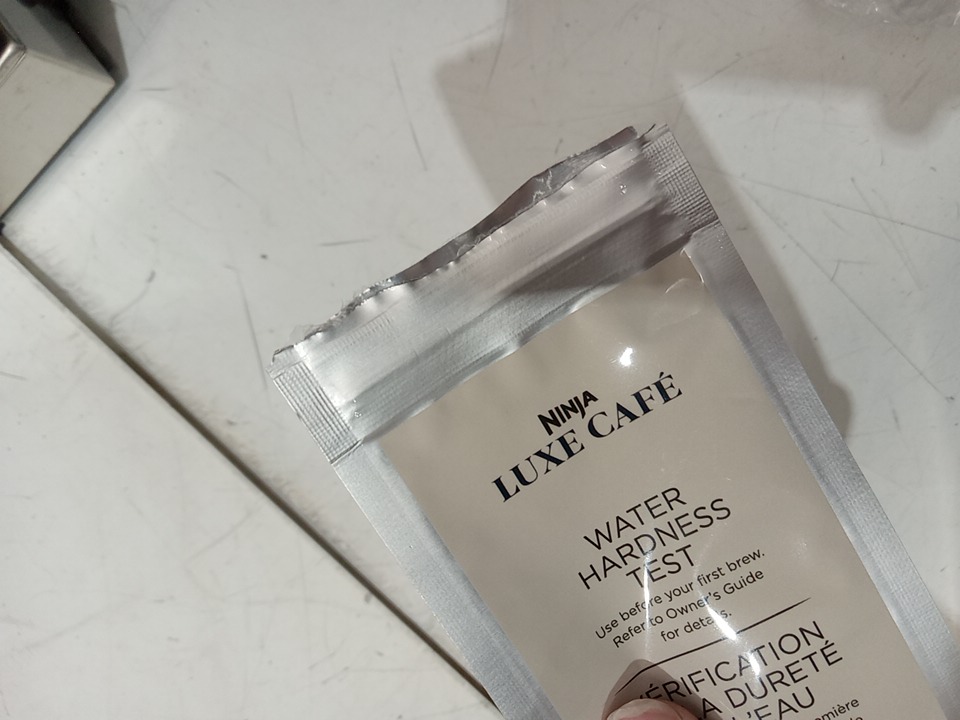 NINJA
LUXE CAFÉ
WATER
HARDNESS
TEST
Use before your first brew.
Refer to Owner's Guide
for details.
VÉRIFICATION
LA DURETÉ
L'EAU